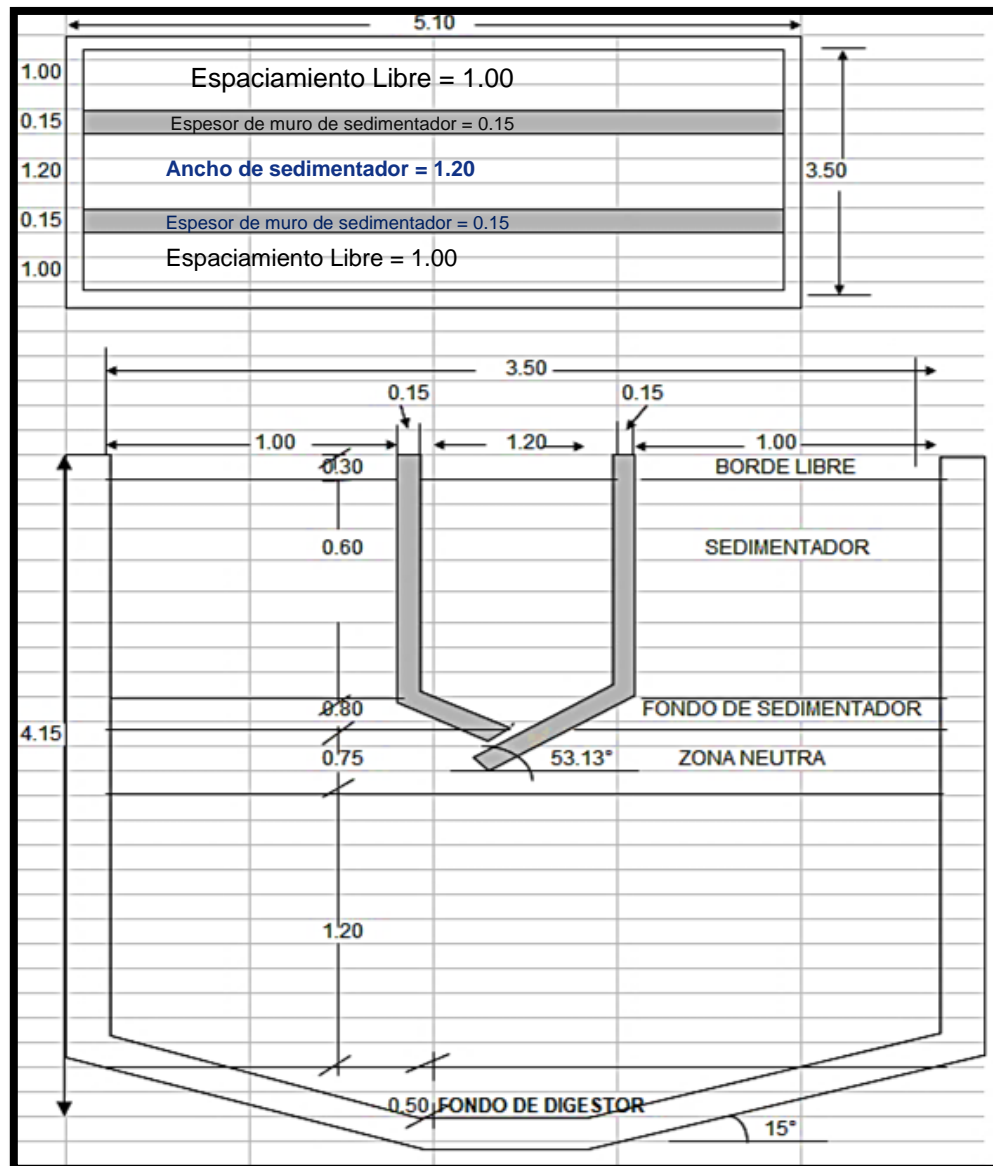 5.10
1.00
Espaciamiento Libre = 1.00
0.15
Espesor de muro de sedimentador = 0.15
1.20
Ancho de sedimentador = 1.20
3.50
0.15
Espesor de muro de sedimentador = 0.15
Espaciamiento Libre = 1.00
1.00
3.50
0.15
0.15
1.00
1.20
1.00
0.30
BORDE LIBRE
0.60
SEDIMENTADOR
0.80
FONDO DE SEDIMENTADOR
4.15
0.75
53.13°
ZONA NEUTRA
1.20
0.50
FONDO DE DIGESTOR
15°